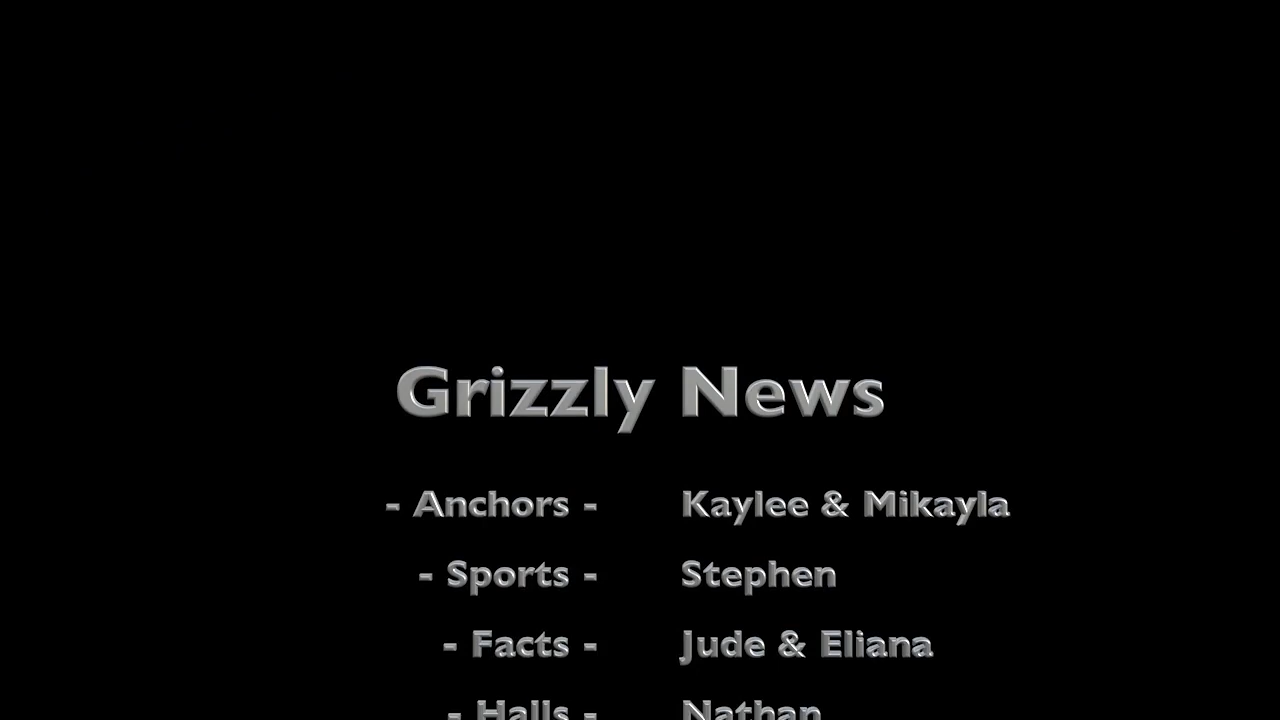 Grizzly News
- Anchors - Kaylee & Mikayla
- Sports - Stephen
- Facts - Jude & Eliana
- Halls - Nathan